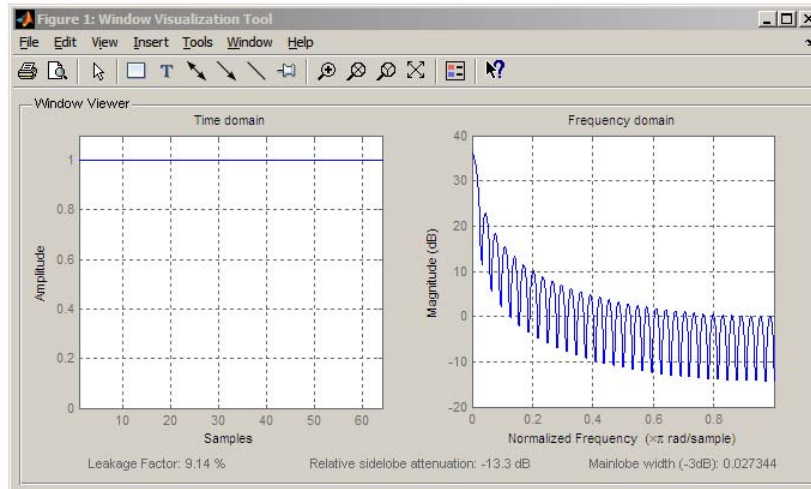 Figure 1: Window Visualization Tool
File Edit View Insert Tools Window Help
T
Window Viewer
Time domain
1
0.8
0.6
0.4
0.2
0
Amplitude
10 20 30 40 50 60
Samples
Frequency domain
40
30
20
10
0
-10
-20
Magnitude (dB)
0 0.2 0.4 0.6 0.8
Normalized Frequency (×π rad/sample)
Leakage Factor: 9.14 % Relative sidelobe attenuation: -13.3 dB Mainlobe width (-3dB): 0.027344